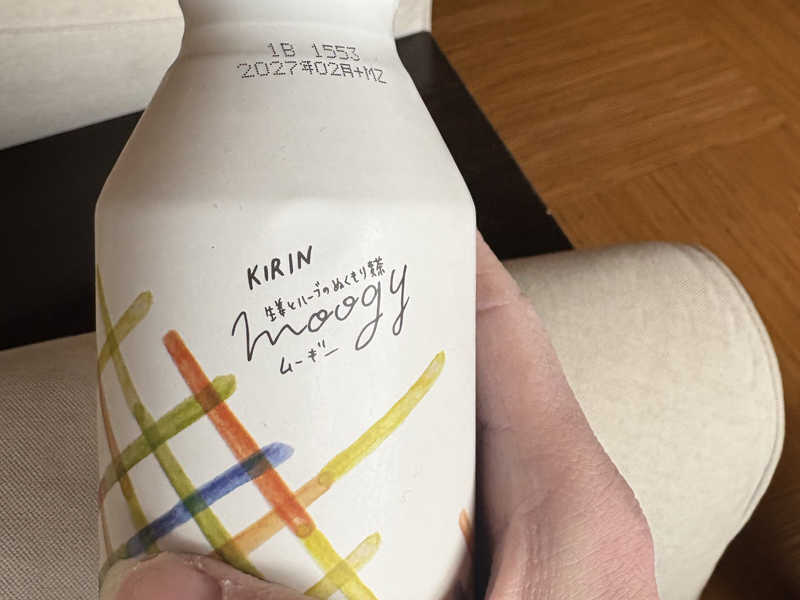 1B 1553
2027年02月+MZ
KIRIN
生姜とハーブのぬくもり麦茶
moogy
ムーギー